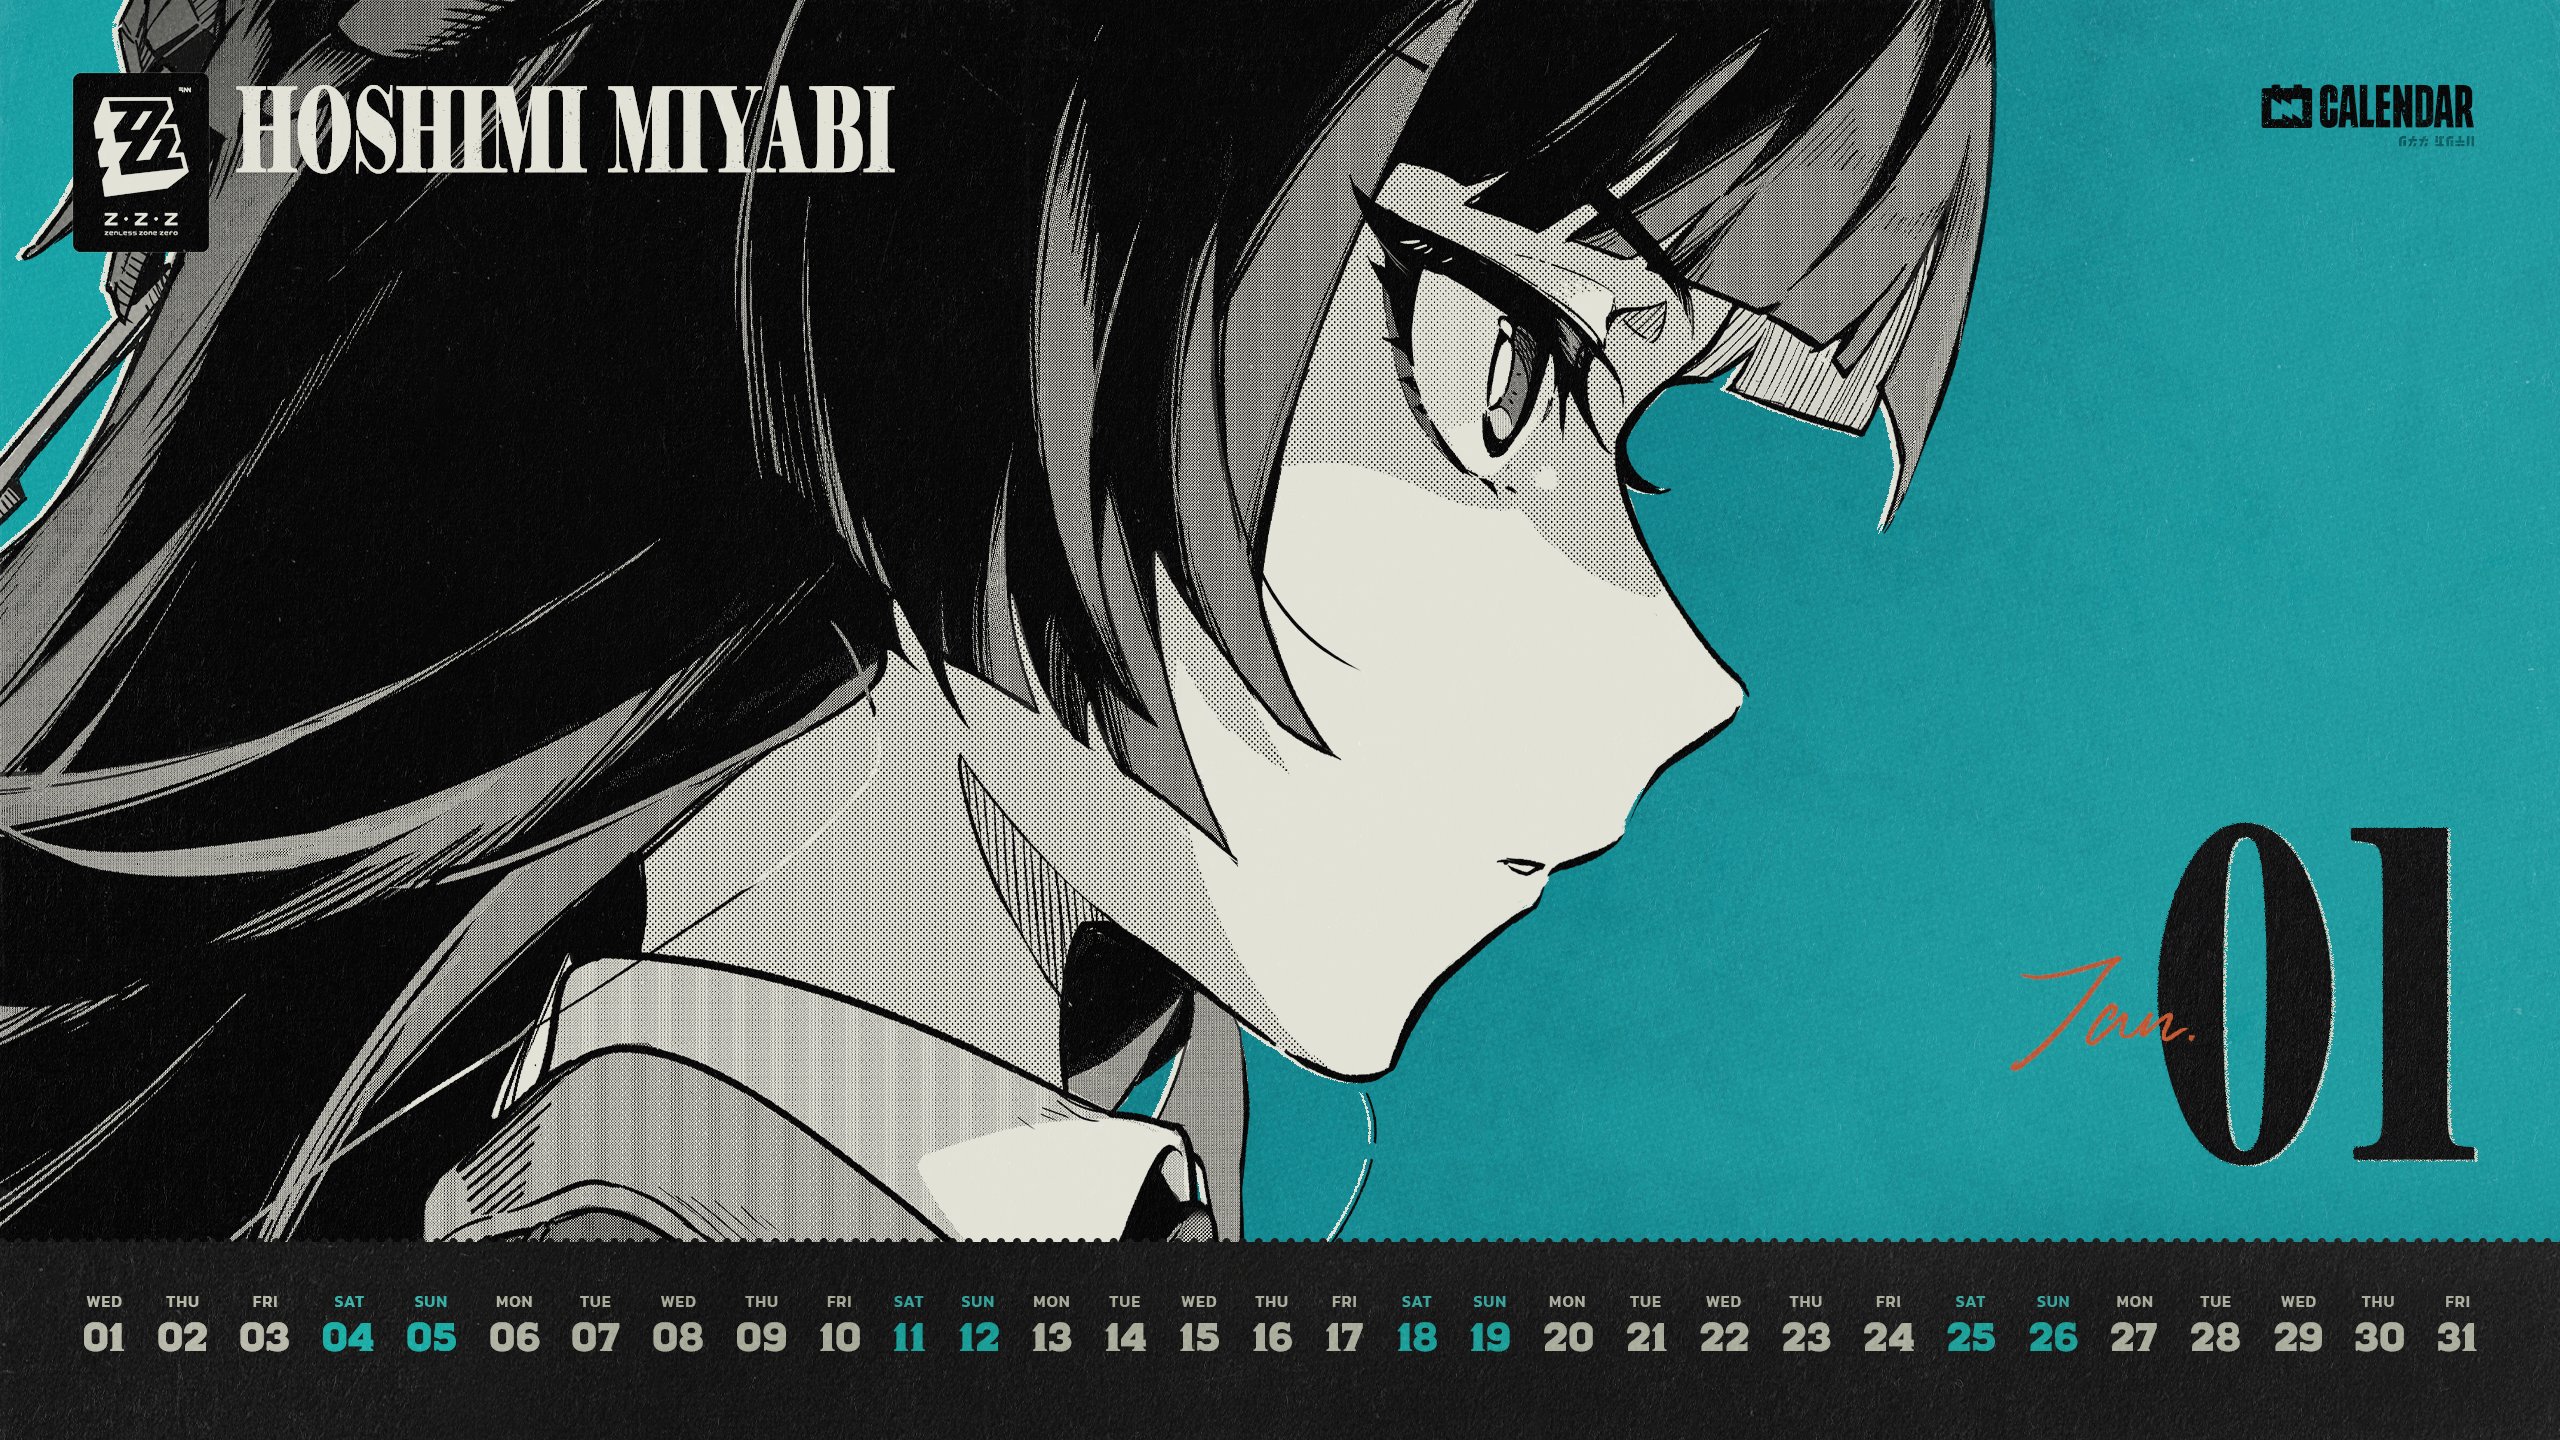 HOSHIMI MIYABI
Z·Z·Z
zenless zone zero
CALENDAR
01
Jan.
WED THU FRI SAT SUN MON TUE WED THU FRI SAT SUN MON TUE WED THU FRI SAT SUN MON TUE WED THU FRI SAT SUN MON TUE WED THU FRI
01 02 03 04 05 06 07 08 09 10 11 12 13 14 15 16 17 18 19 20 21 22 23 24 25 26 27 28 29 30 31